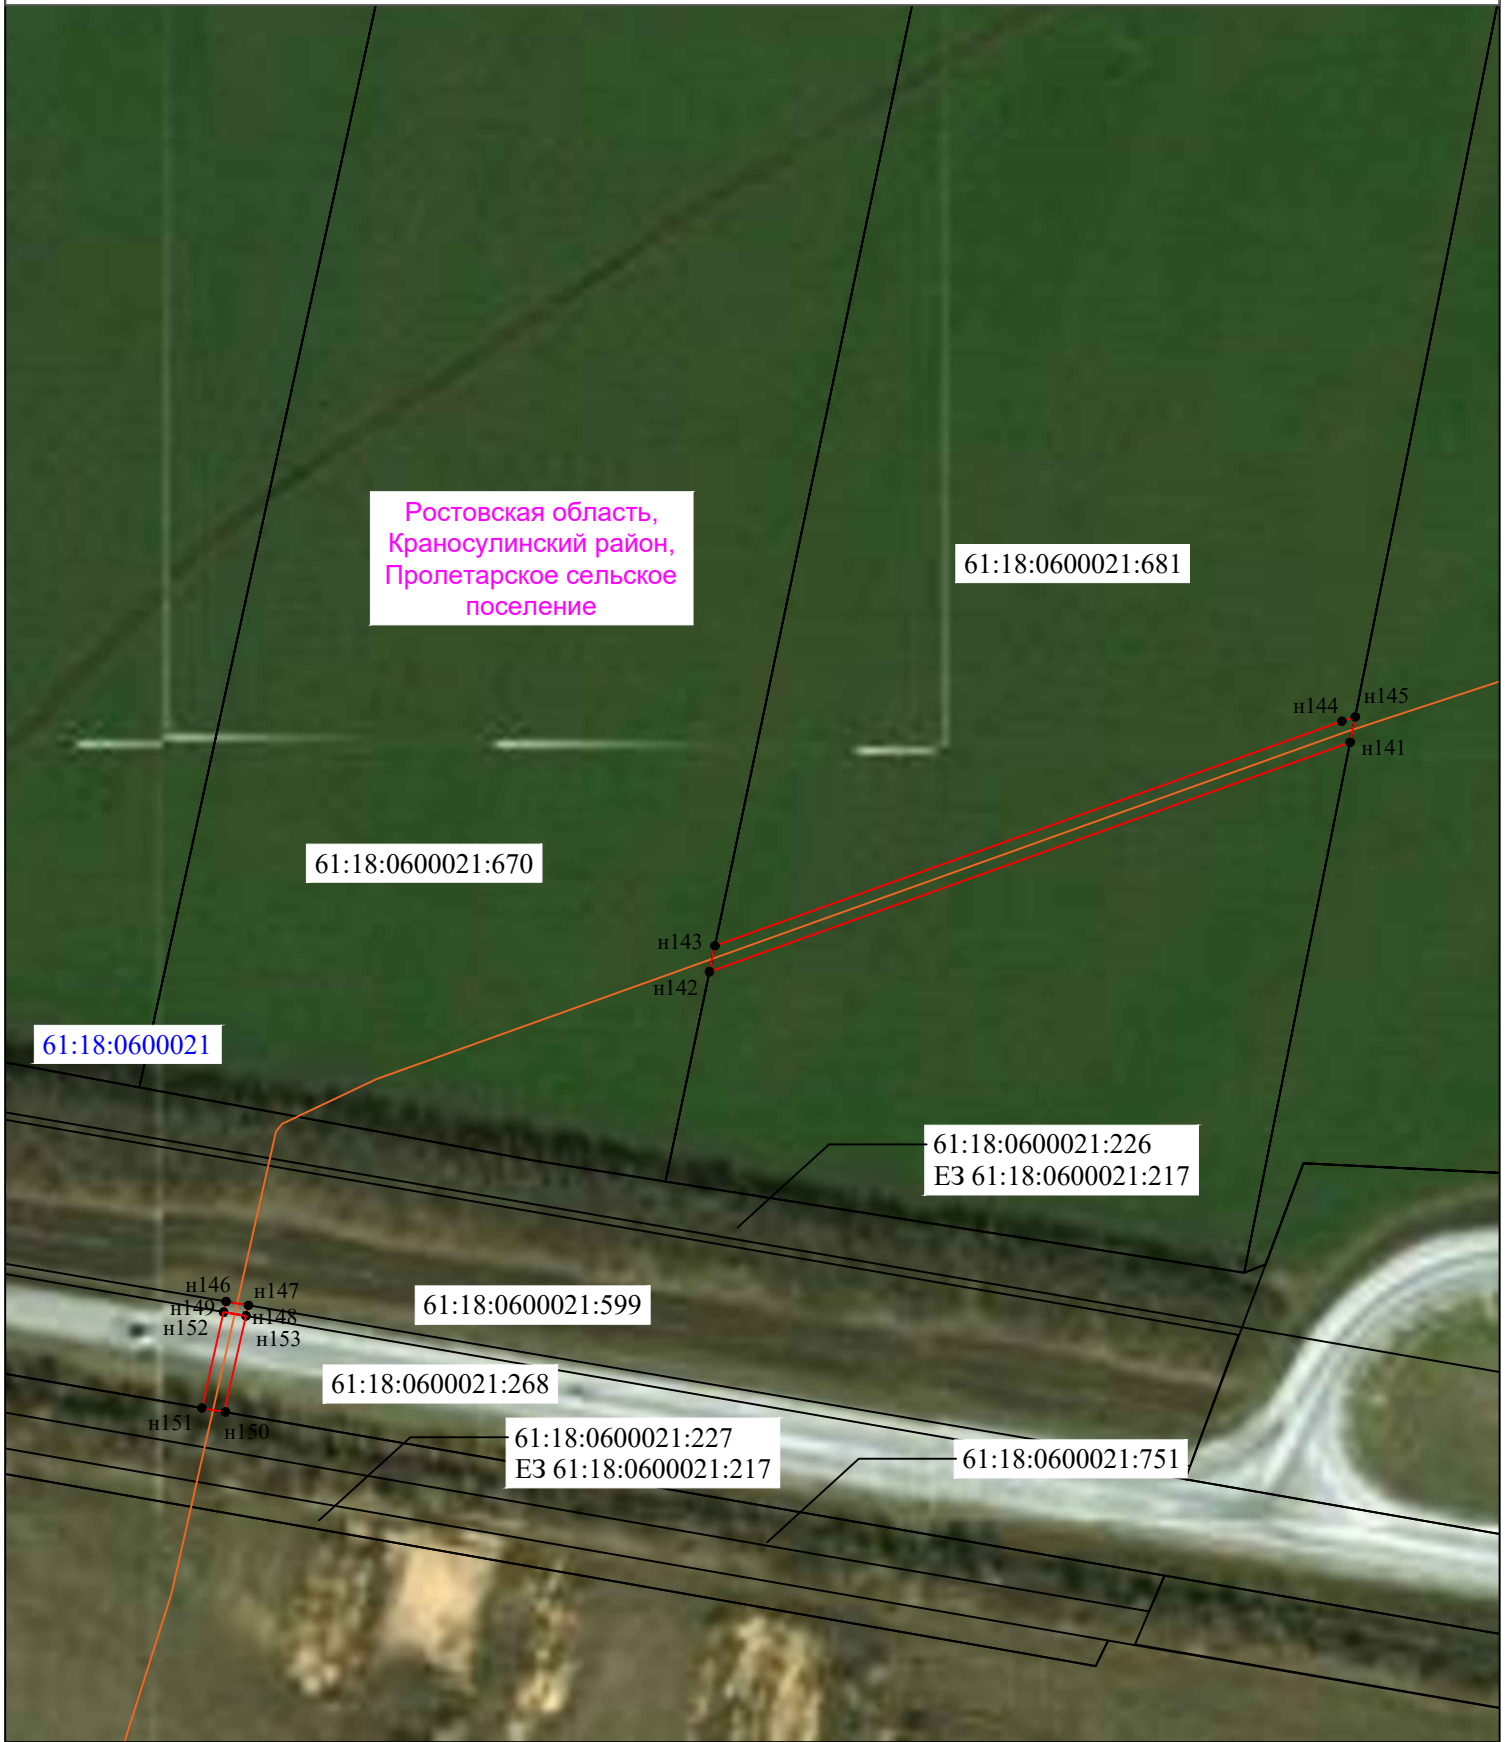 Ростовская область,
Краносулинский район,
Пролетарское сельское
поселение
61:18:0600021:681
н144
н145
н141
61:18:0600021:670
н143
н142
61:18:0600021
61:18:0600021:226
ЕЗ 61:18:0600021:217
н146
н147
н149
н148
н152
н153
61:18:0600021:599
61:18:0600021:268
н151
н150
61:18:0600021:227
ЕЗ 61:18:0600021:217
61:18:0600021:751